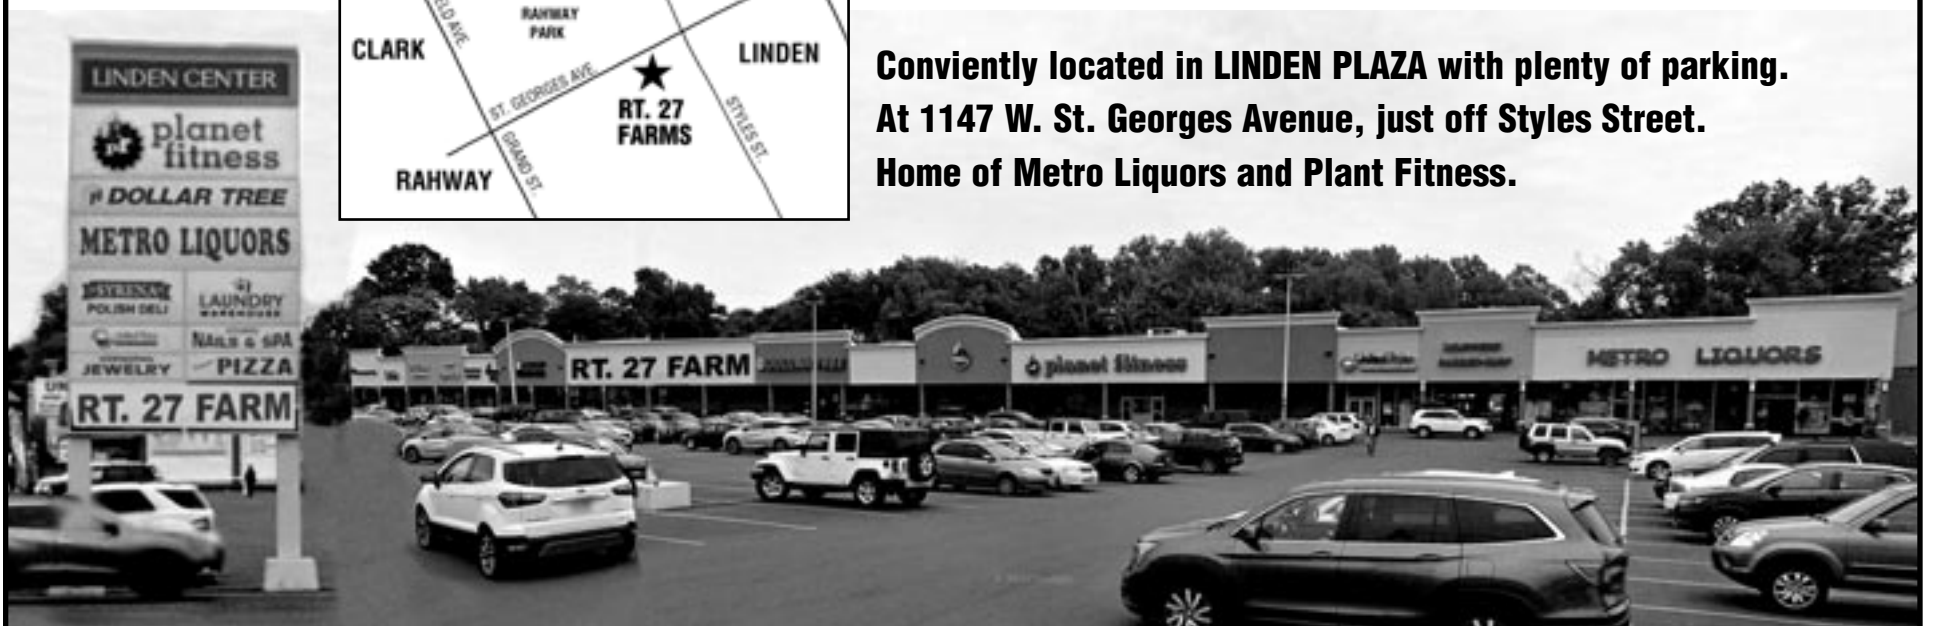 LINDEN CENTER
planet
fitness
DOLLAR TREE
METRO LIQUORS
SYRENA
POLISH DELI
LAUNDRY
WAREHOUSE
NAILS & SPA
JEWELRY
PIZZA
RT. 27 FARM
RAHWAY
PARK
CLARK
LINDEN
ST. GEORGES AVE.
RT. 27
FARMS
STYLES ST.
GRAND ST.
RAHWAY
Conviently located in LINDEN PLAZA with plenty of parking.
At 1147 W. St. Georges Avenue, just off Styles Street.
Home of Metro Liquors and Plant Fitness.
RT. 27 FARM
planet fitness
METRO LIQUORS